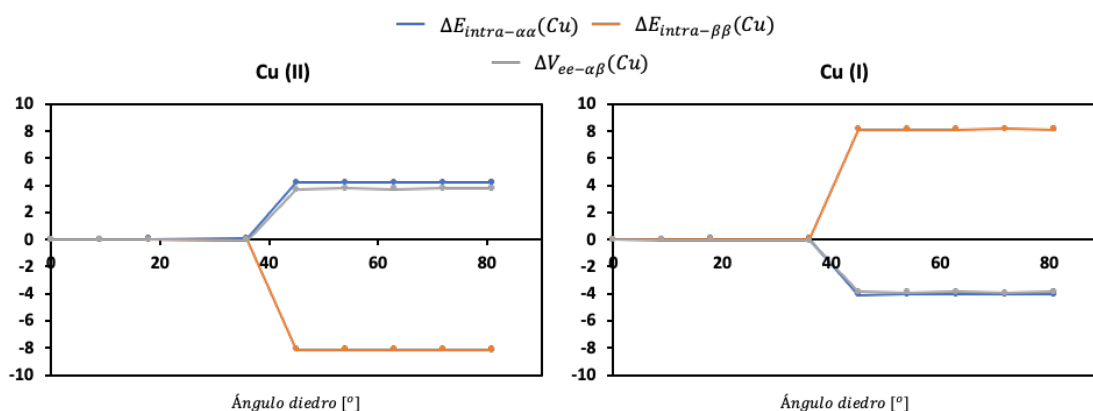 ΔE_{intra-αα}(Cu) ΔE_{intra-ββ}(Cu)
ΔV_{ee-αβ}(Cu)
Cu (II)
10
8
6
4
2
0
-2
-4
-6
-8
-10
0 20 40 60 80
Ángulo diedro [°]
Cu (I)
10
8
6
4
2
0
-2
-4
-6
-8
-10
0 20 40 60 80
Ángulo diedro [°]